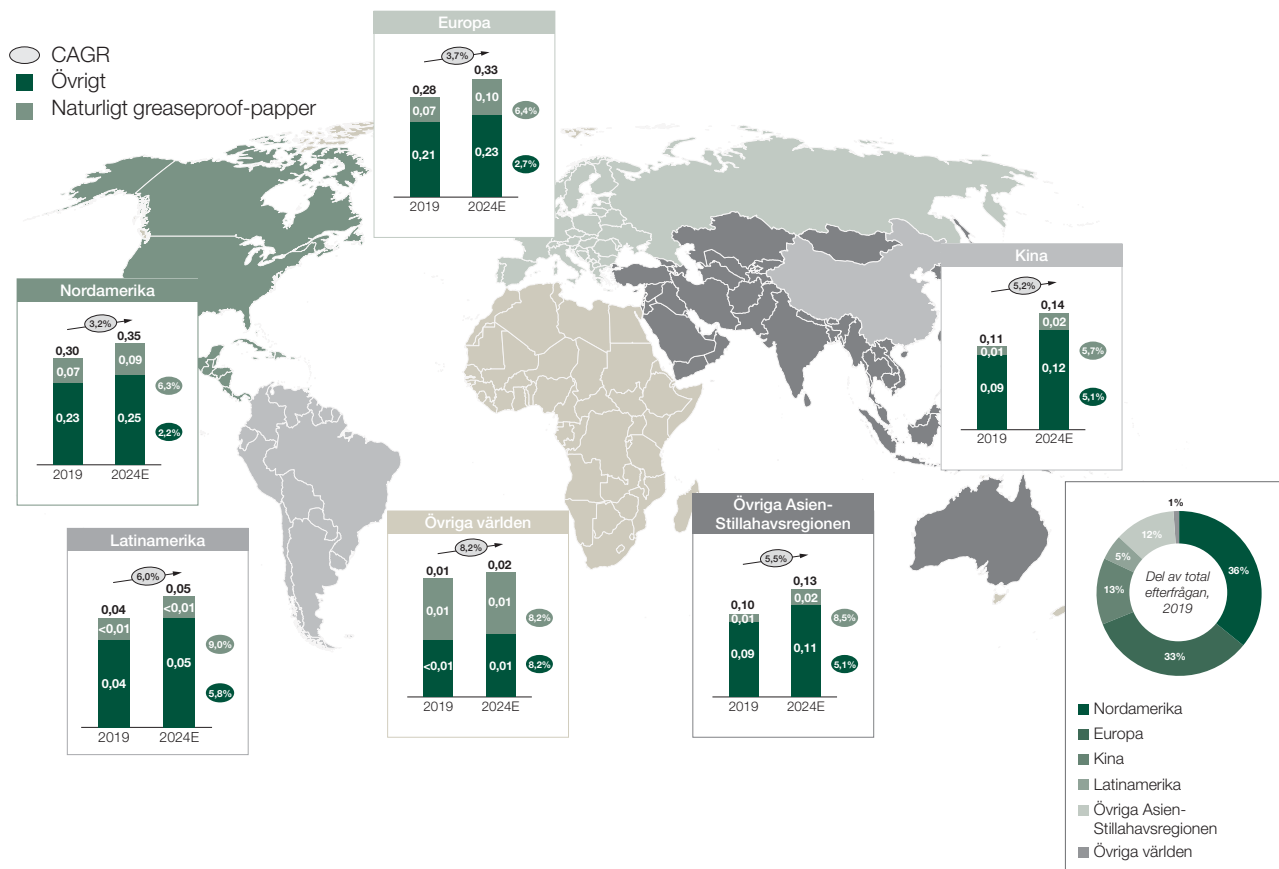 CAGR
Övrigt
Naturligt greaseproof-papper
Europa
3,7%
0,28
0,33
0,07
0,10
6,4%
0,21
0,23
2,7%
2019
2024E
Nordamerika
3,2%
0,30
0,35
0,07
0,09
6,3%
0,23
0,25
2,2%
2019
2024E
Kina
5,2%
0,11
0,14
0,01
0,02
5,7%
0,09
0,12
5,1%
2019
2024E
Latinamerika
6,0%
0,04
0,05
<0,01
<0,01
9,0%
0,04
0,05
5,8%
2019
2024E
Övriga världen
8,2%
0,01
0,02
0,01
0,01
8,2%
<0,01
0,01
8,2%
2019
2024E
Övriga Asien-
Stillahavsregionen
5,5%
0,10
0,13
0,01
0,02
8,5%
0,09
0,11
5,1%
2019
2024E
1%
12%
5%
36%
13%
33%
Del av total
efterfrågan,
2019
Nordamerika
Europa
Kina
Latinamerika
Övriga Asien-
Stillahavsregionen
Övriga världen